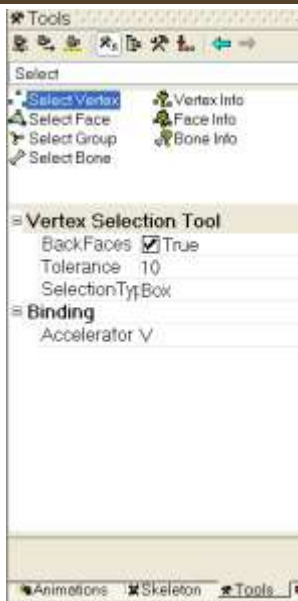 Tools
Select
Select Vertex Vertex Info
Select Face Face Info
Select Group Bone Info
Select Bone
Vertex Selection Tool
BackFaces True
Tolerance 10
SelectionTyp Box
Binding
Accelerator V
Animations Skeleton Tools